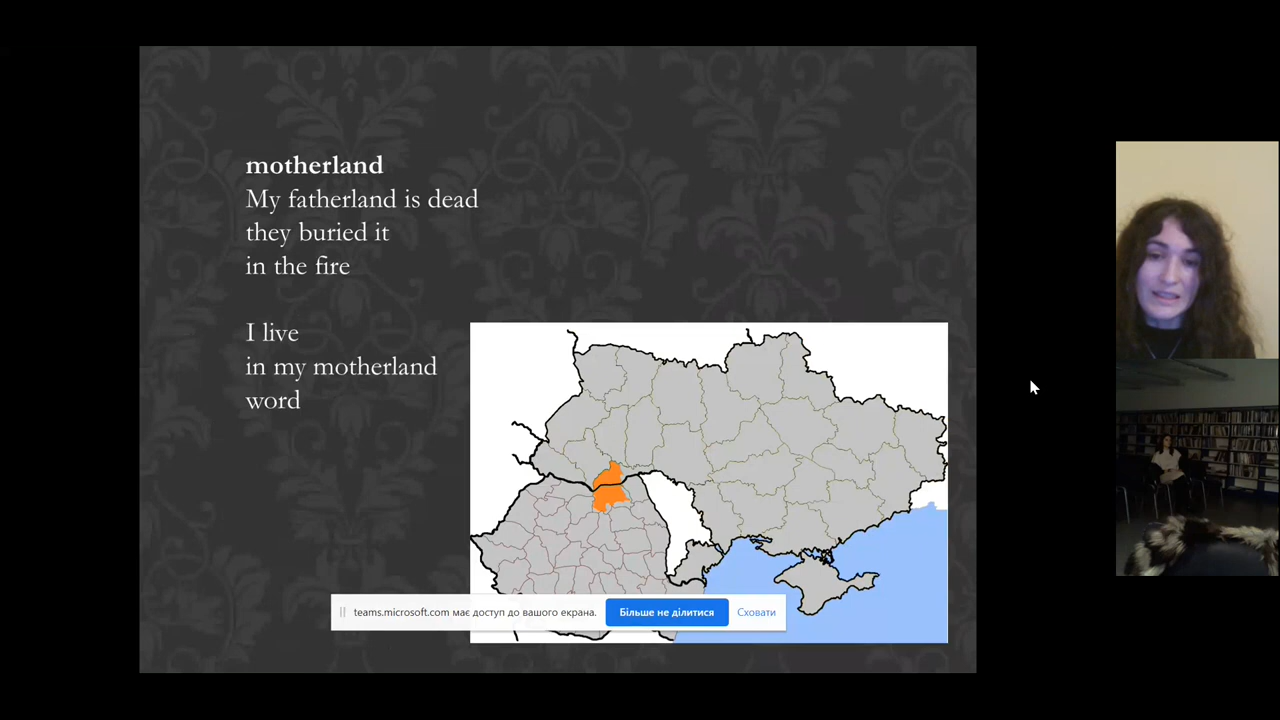 motherland
My fatherland is dead
they buried it
in the fire
I live
in my motherland
word
teams.microsoft.com має доступ до вашого екрана. Більше не ділитися Сховати